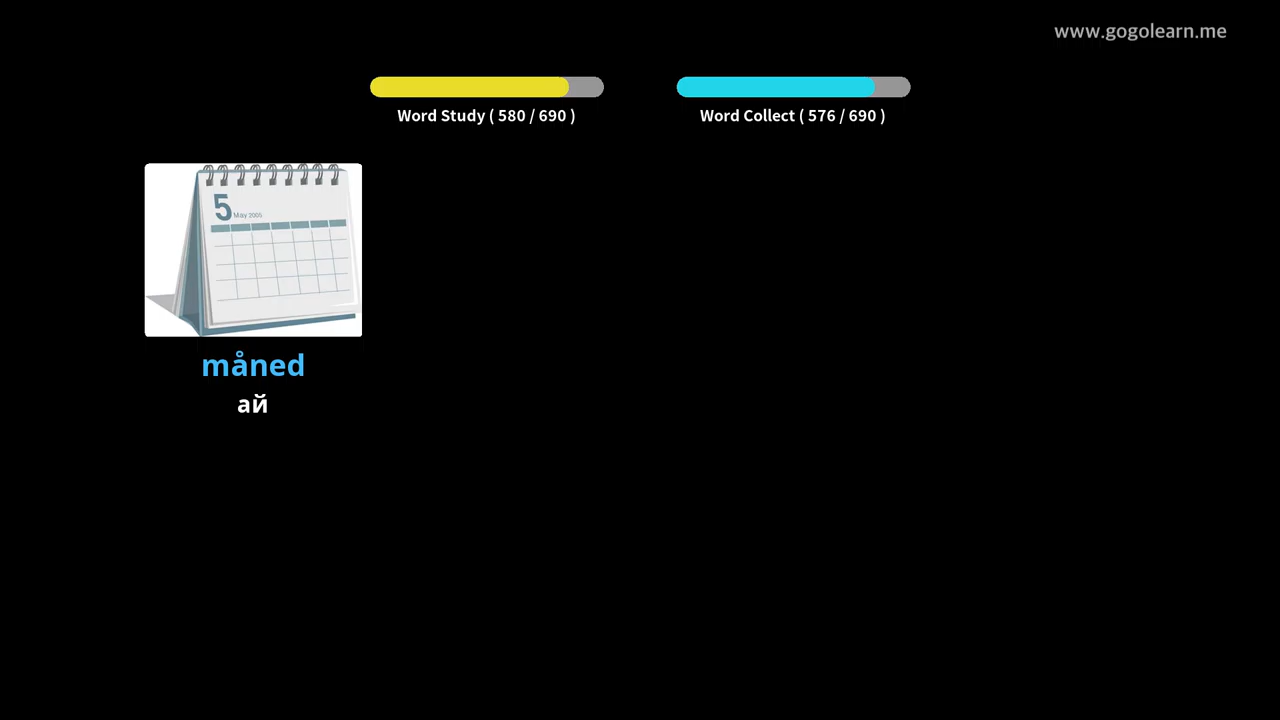 www.gogolearn.me
Word Study ( 580 / 690 )
Word Collect ( 576 / 690 )
5 May 2005
måned
ай